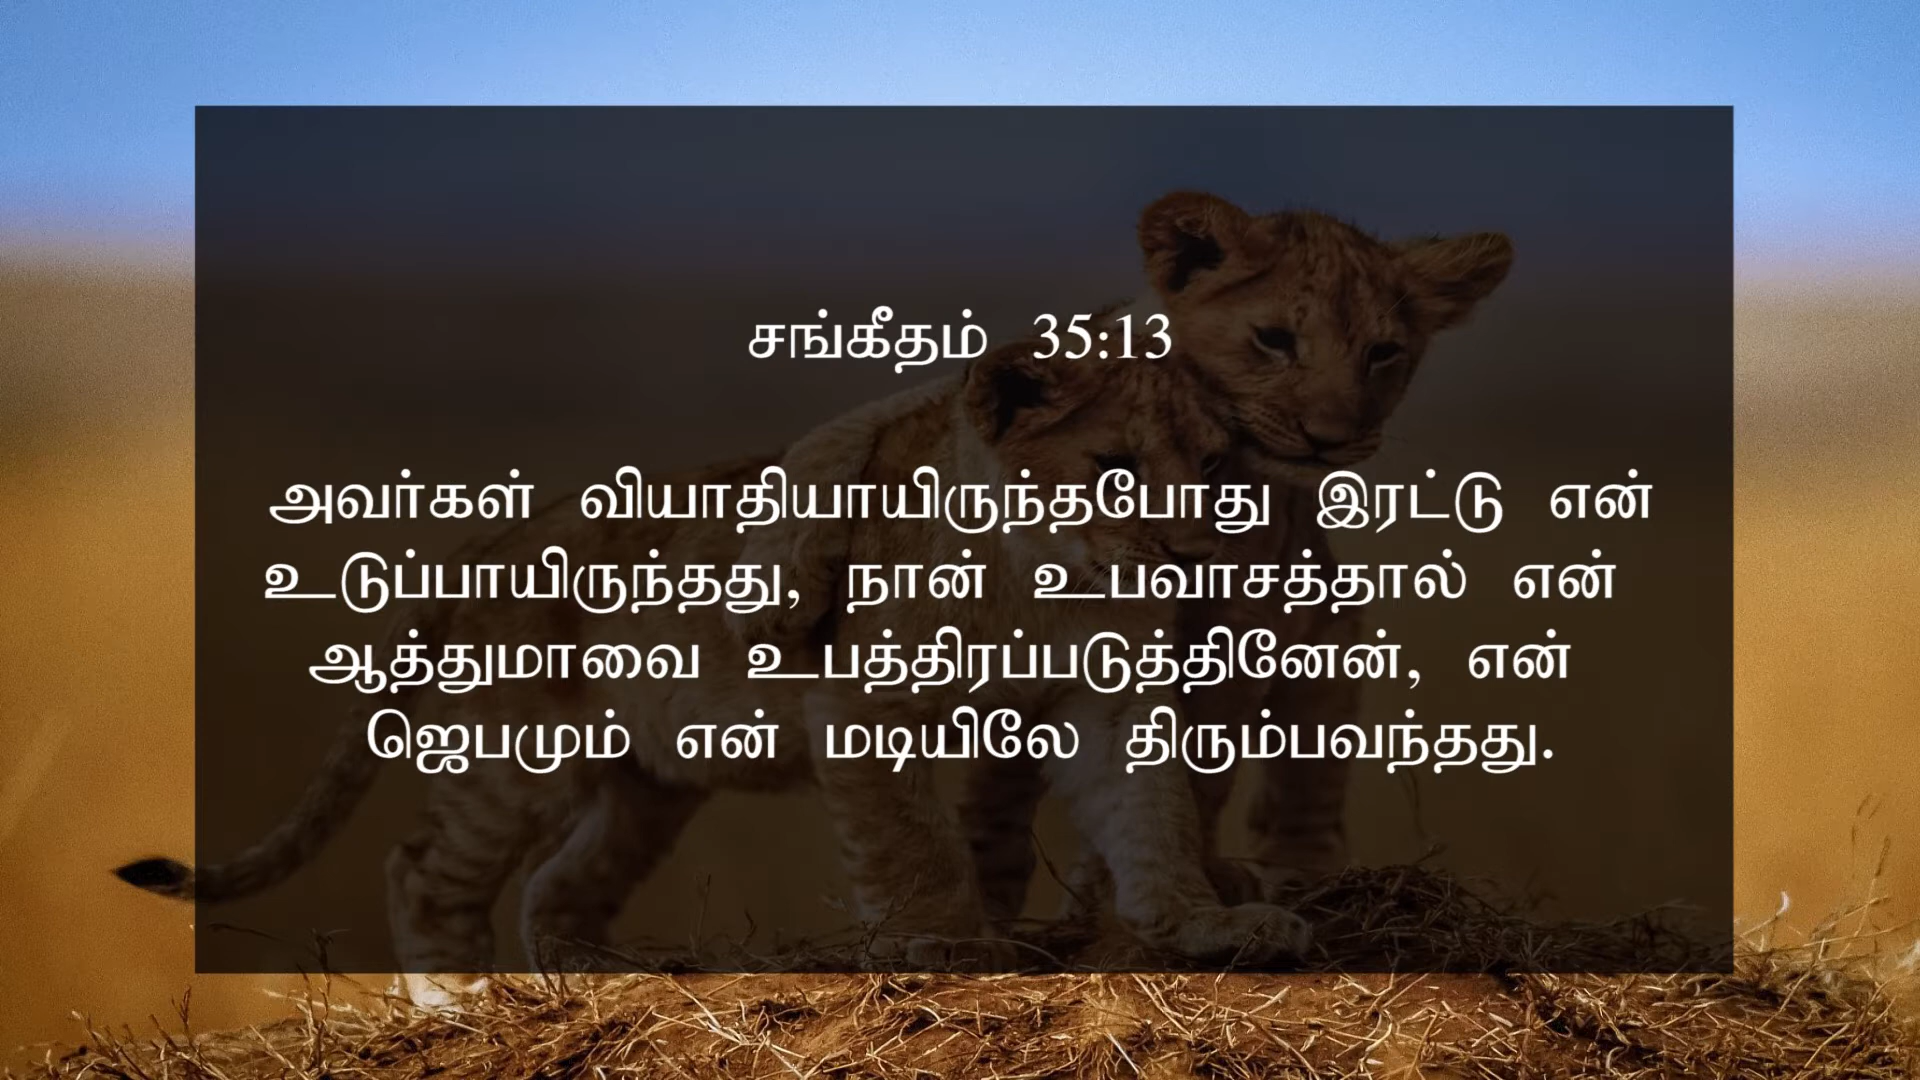 சங்கீதம் 35:13
அவர்கள் வியாதியாயிருந்தபோது இரட்டு என்
உடுப்பாயிருந்தது, நான் உபவாசத்தால் என்
ஆத்துமாவை உபத்திரப்படுத்தினேன், என்
ஜெபமும் என் மடியிலே திரும்பவந்தது.